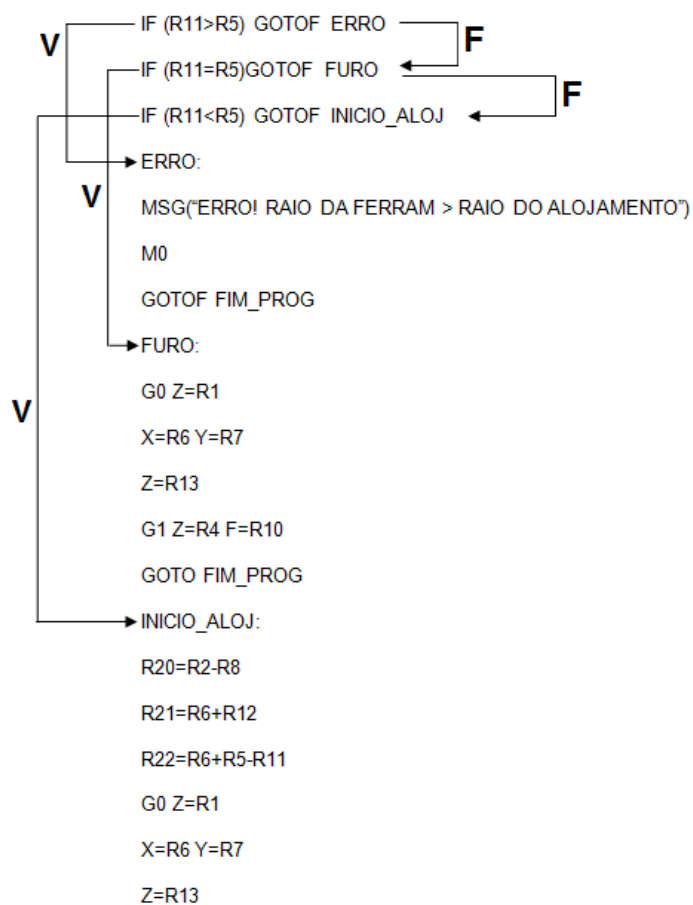 V
IF (R11>R5) GOTOF ERRO
F
IF (R11=R5)GOTOF FURO
F
IF (R11<R5) GOTOF INICIO_ALOJ
ERRO:
V
MSG(“ERRO! RAIO DA FERRAM > RAIO DO ALOJAMENTO”)
M0
GOTOF FIM_PROG
FURO:
G0 Z=R1
V
X=R6 Y=R7
Z=R13
G1 Z=R4 F=R10
GOTO FIM_PROG
INICIO_ALOJ:
R20=R2-R8
R21=R6+R12
R22=R6+R5-R11
G0 Z=R1
X=R6 Y=R7
Z=R13